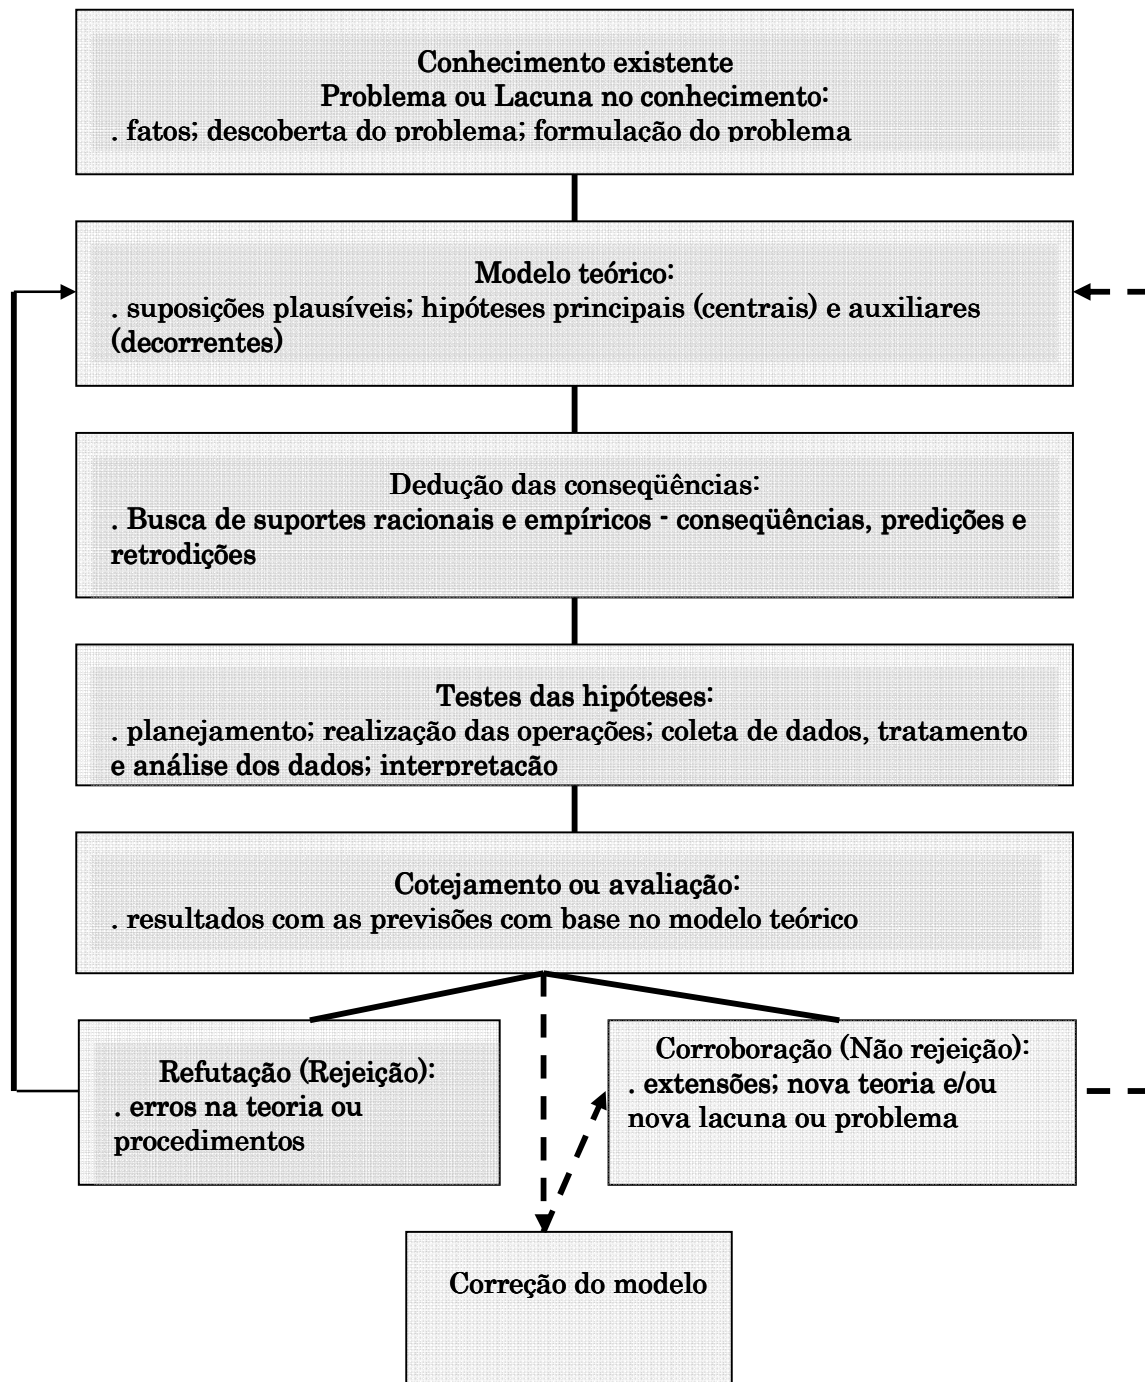 Conhecimento existente
Problema ou Lacuna no conhecimento:
. fatos; descoberta do problema; formulação do problema
Modelo teórico:
. suposições plausíveis; hipóteses principais (centrais) e auxiliares
(decorrentes)
Dedução das conseqüências:
. Busca de suportes racionais e empíricos - conseqüências, predições e
retrodições
Testes das hipóteses:
. planejamento; realização das operações; coleta de dados, tratamento
e análise dos dados; interpretação
Cotejamento ou avaliação:
. resultados com as previsões com base no modelo teórico
Refutação (Rejeição):
. erros na teoria ou
procedimentos
Corroboração (Não rejeição):
. extensões; nova teoria e/ou
nova lacuna ou problema
Correção do modelo